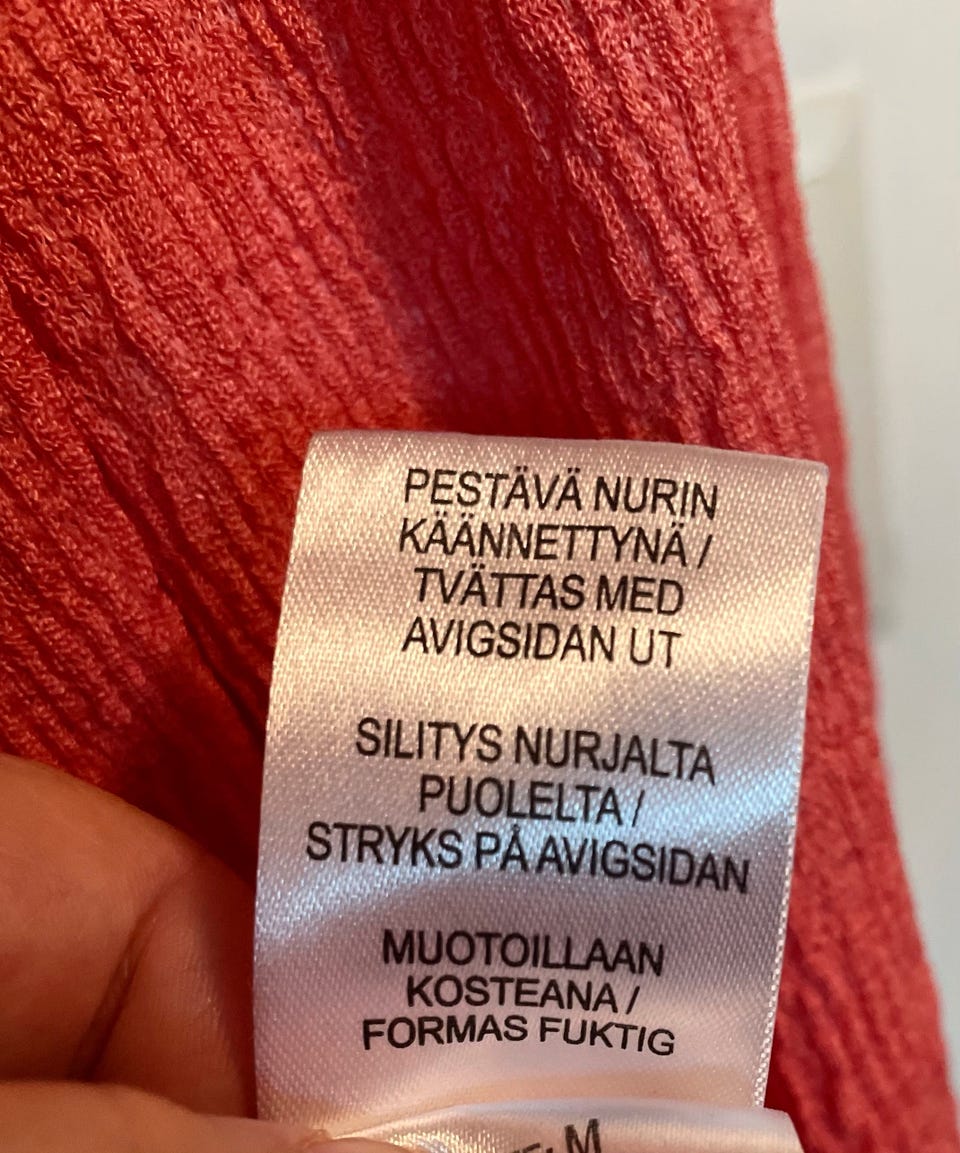 PESTÄVÄ NURIN
KÄÄNNETTYNÄ /
TVÄTTAS MED
AVIGSIDAN UT
SILITYS NURJALTA
PUOLELTA /
STRYKS PÅ AVIGSIDAN
MUOTOILLAAN
KOSTEANA /
FORMAS FUKTIG
M